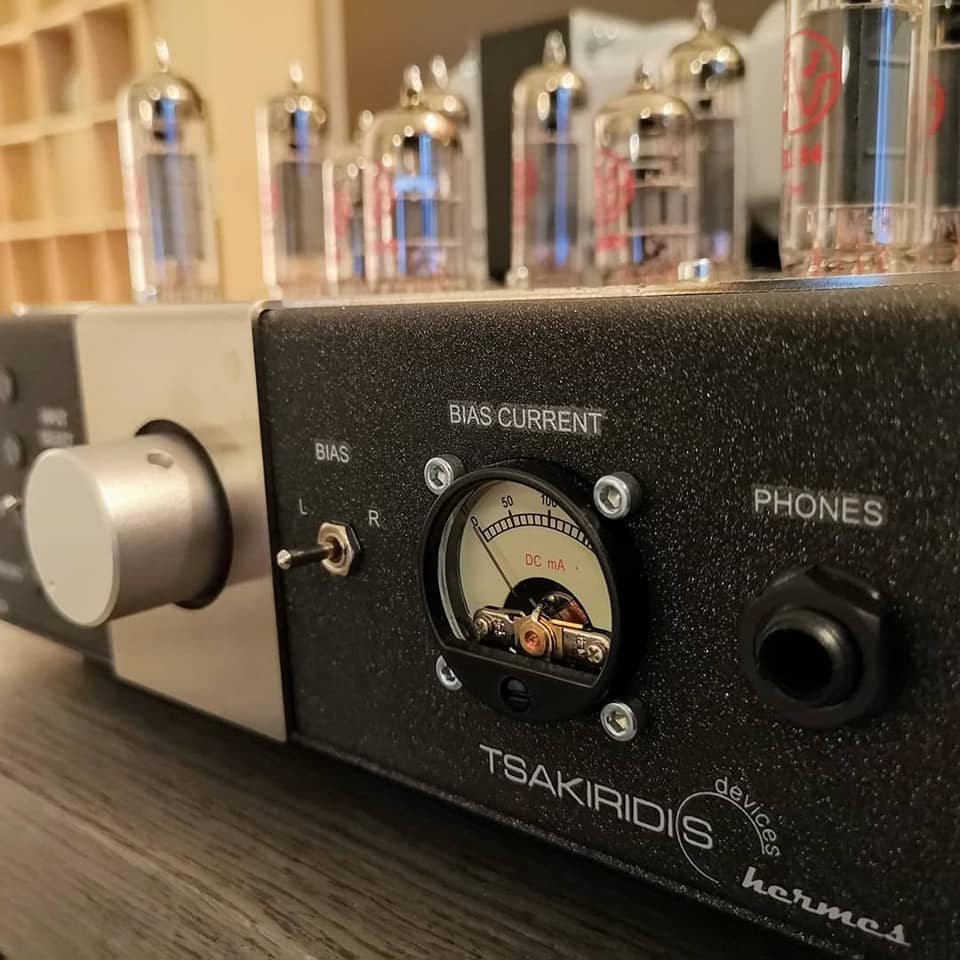 BIAS CURRENT
BIAS
L
R
0
50
100
DC mA
PHONES
TSAKIRIDIS
devices
hermes